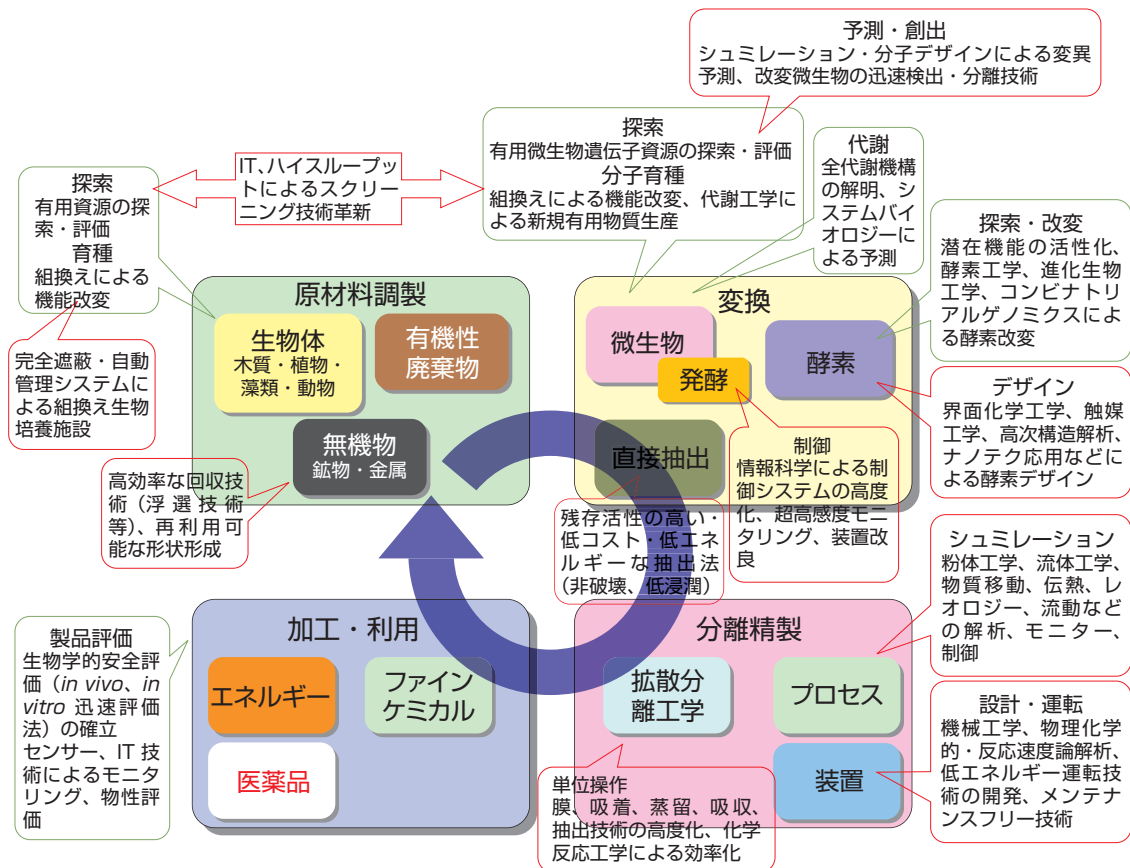 予測・創出
シュミレーション・分子デザインによる変異
予測、改変微生物の迅速検出・分離技術
探索
有用微生物遺伝子資源の探索・評価
分子育種
組換えによる機能改変、代謝工学に
よる新規有用物質生産
代謝
全代謝機構
の解明、シ
ステムバイ
オロジーに
よる予測
IT、ハイスループッ
トによるスクリー
ニング技術革新
探索
有用資源の探
索・評価
育種
組換えによる
機能改変
探索・改変
潜在機能の活性化、
酵素工学、進化生物
工学、コンビナトリ
アルゲノミクスによ
る酵素改変
原材料調製
生物体
木質・植物・
藻類・動物
有機性
廃棄物
無機物
鉱物・金属
変換
微生物
発酵
酵素
直接抽出
完全遮蔽・自動
管理システムに
よる組換え生物
培養施設
高効率な回収技
術（浮選技術
等）、再利用可
能な形状形成
デザイン
界面化学工学、触媒
工学、高次構造解析、
ナノテク応用などに
よる酵素デザイン
制御
情報科学による制
御システムの高度
化、超高感度モニ
タリング、装置改
良
残存活性の高い・
低コスト・低エネ
ルギーな抽出法
（非破壊、低浸潤）
シュミレーション
粉体工学、流体工学、
物質移動、伝熱、レ
オロジー、流動など
の解析、モニター、
制御
加工・利用
エネルギー
ファイン
ケミカル
医薬品
分離精製
拡散分
離工学
プロセス
装置
製品評価
生物学的安全評
価（in vivo、in
vitro 迅速評価
法）の確立
センサー、IT 技
術によるモニタ
リング、物性評
価
単位操作
膜、吸着、蒸留、吸収、
抽出技術の高度化、化学
反応工学による効率化
設計・運転
機械工学、物理化学
的・反応速度論解析、
低エネルギー運転技
術の開発、メンテナ
ンスフリー技術